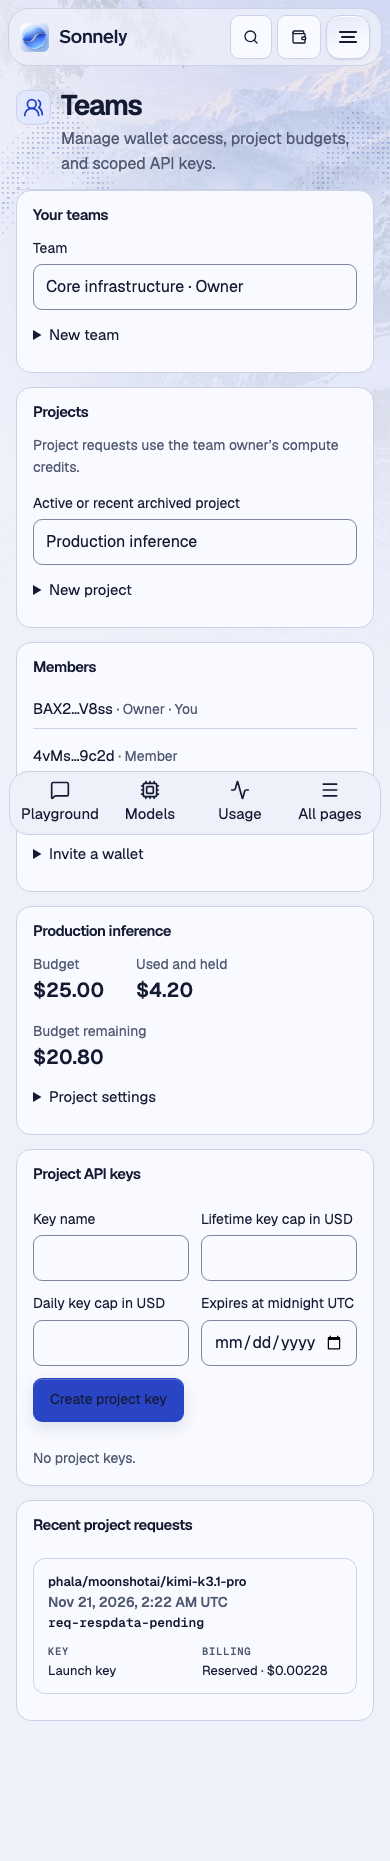 Sonnely
Teams
Manage wallet access, project budgets,
and scoped API keys.
Your teams
Team
Core infrastructure · Owner
New team
Projects
Project requests use the team owner's compute
credits.
Active or recent archived project
Production inference
New project
Members
BAX2…V8ss · Owner · You
4vMs…9c2d · Member
Playground Models Usage All pages
Invite a wallet
Production inference
Budget Used and held
$25.00 $4.20
Budget remaining
$20.80
Project settings
Project API keys
Key name Lifetime key cap in USD
Daily key cap in USD Expires at midnight UTC
mm/dd/yyyy
Create project key
No project keys.
Recent project requests
phala/moonshotai/kimi-k3.1-pro
Nov 21, 2026, 2:22 AM UTC
req-respdata-pending
KEY BILLING
Launch key Reserved · $0.00228